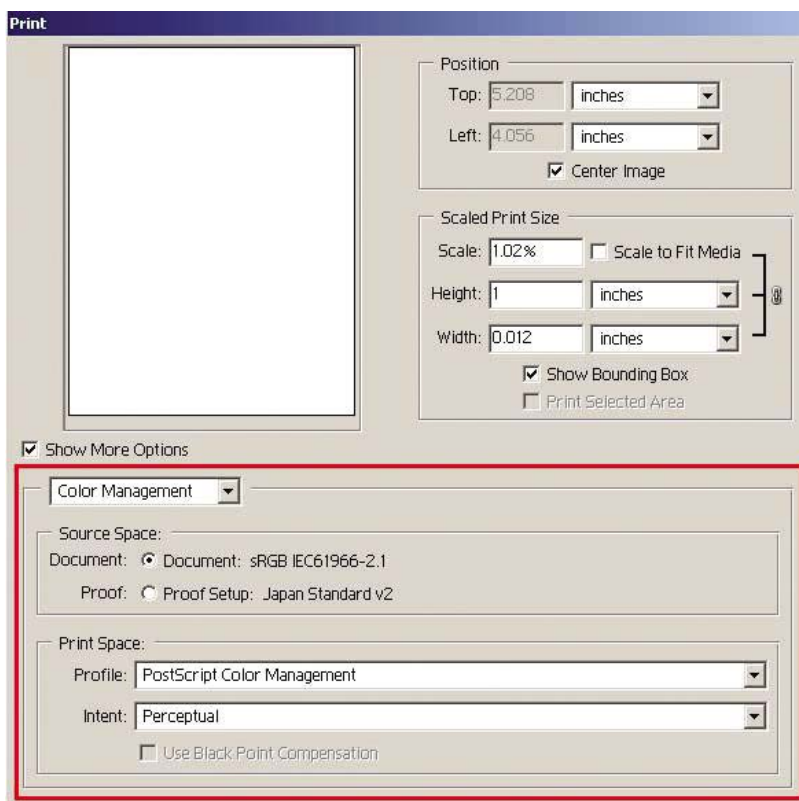 Print
Position
Top: 5.208 inches
Left: 4.056 inches
Center Image
Scaled Print Size
Scale: 1.02% Scale to Fit Media
Height: 1 inches
Width: 0.012 inches
Show Bounding Box
Print Selected Area
Show More Options
Color Management
Source Space:
Document: Document: sRGB IEC61966-2.1
Proof: Proof Setup: Japan Standard v2
Print Space:
Profile: PostScript Color Management
Intent: Perceptual
Use Black Point Compensation